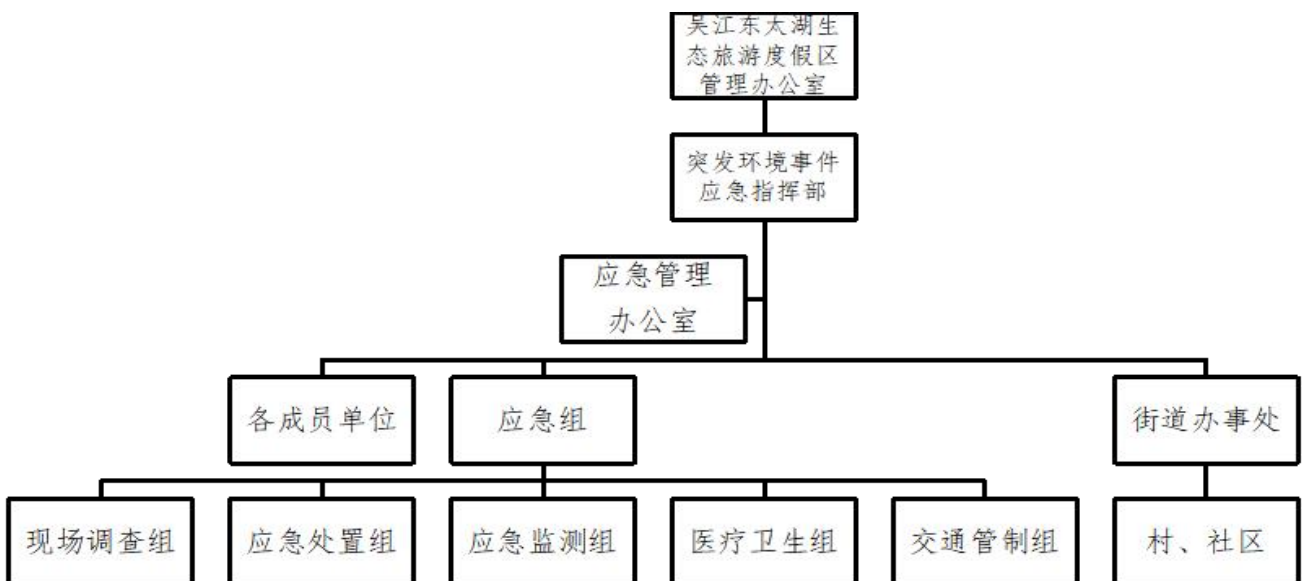 吴江东太湖生
态旅游度假区
管理办公室
突发环境事件
应急指挥部
应急管理
办公室
各成员单位
应急组
街道办事处
现场调查组
应急处置组
应急监测组
医疗卫生组
交通管制组
村、社区